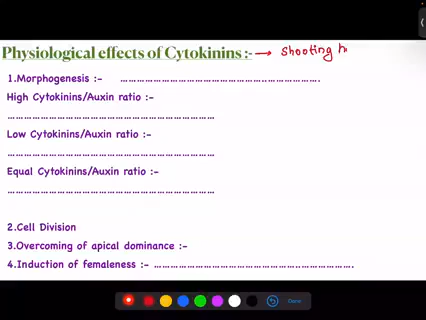 Physiological effects of Cytokinins :- → shooting h
1.Morphogenesis :- ……………………………………………………………….
High Cytokinins/Auxin ratio :-
…………………………………………………………………
Low Cytokinins/Auxin ratio :-
…………………………………………………………………
Equal Cytokinins/Auxin ratio :-
…………………………………………………………………
2.Cell Division
3.Overcoming of apical dominance :-
4.Induction of femaleness :- ……………………………………………………………….
Done